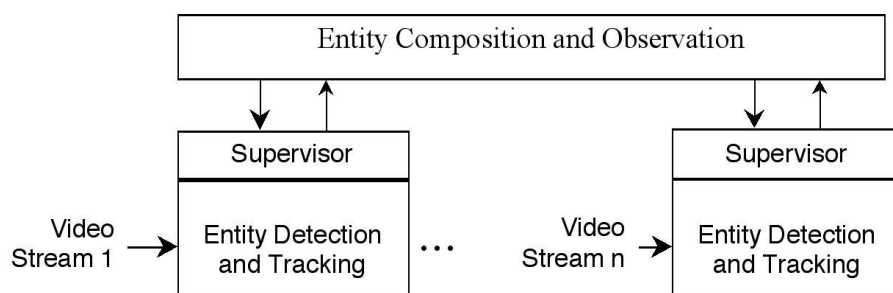 Entity Composition and Observation
Supervisor
Supervisor
Video
Stream 1
Entity Detection
and Tracking
...
Video
Stream n
Entity Detection
and Tracking